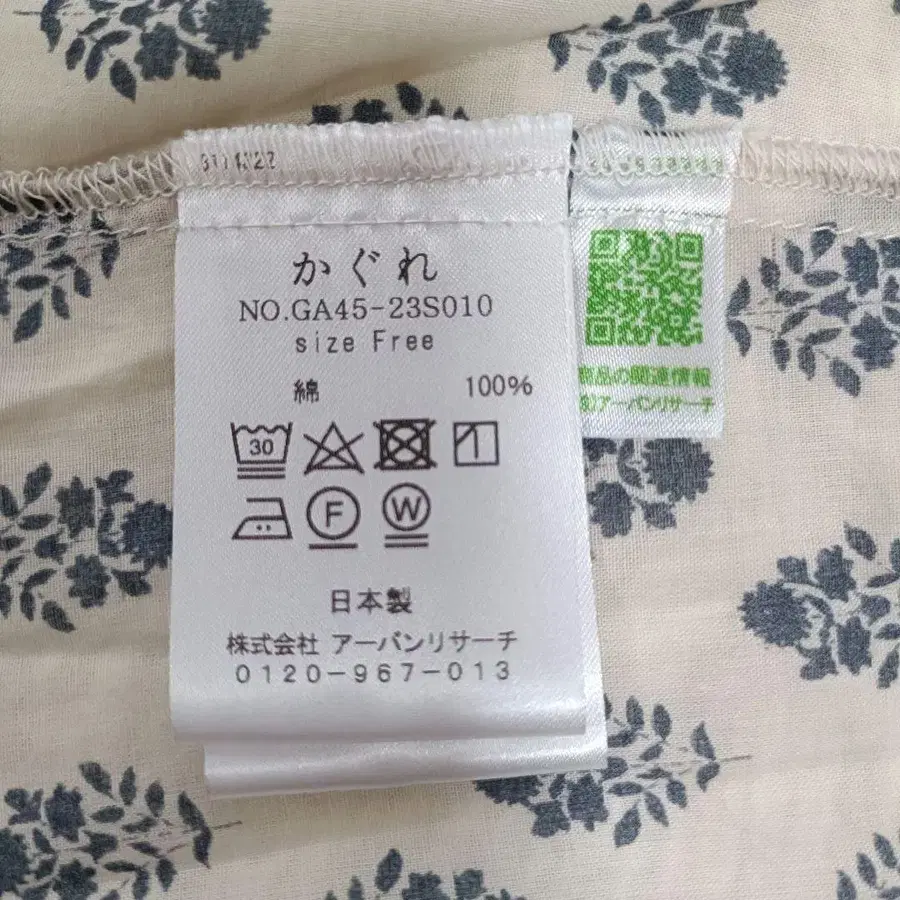 かぐれ
NO.GA45-23S010
size Free
綿 100%
30
F W
日本製
株式会社 アーバンリサーチ
0120-967-013
商品の関連情報
アーバンリサーチ